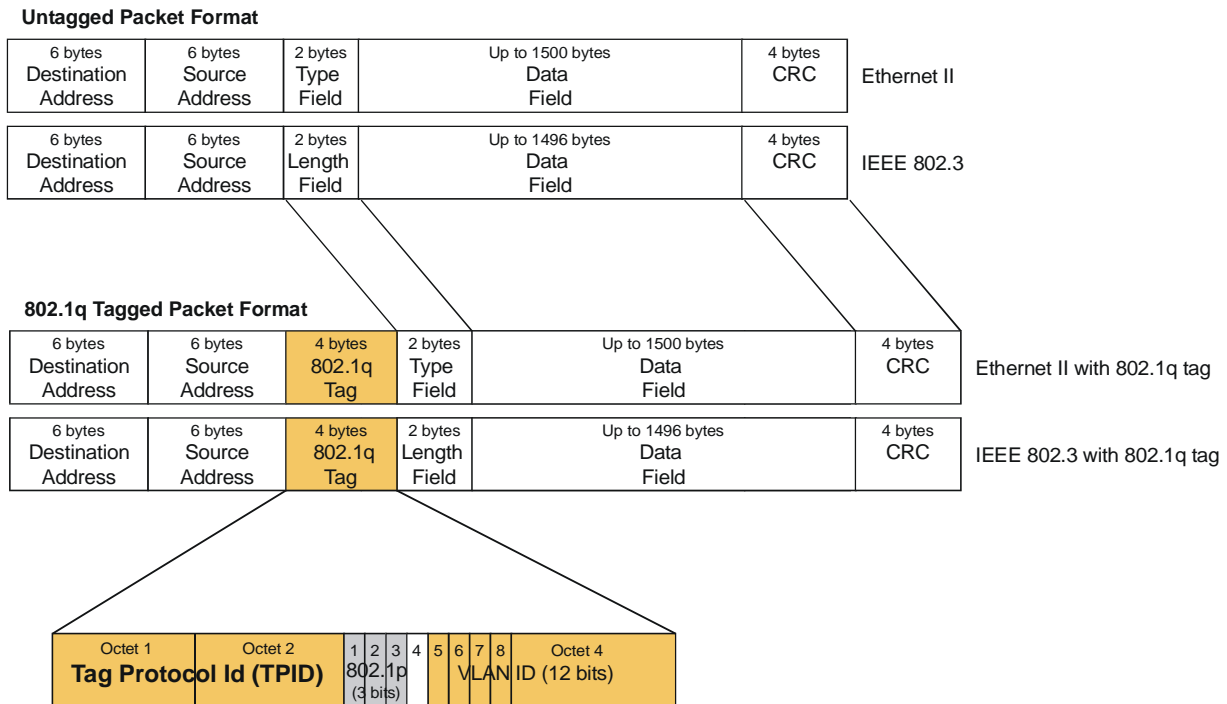 Untagged Packet Format
6 bytes
Destination
Address
6 bytes
Source
Address
2 bytes
Type
Field
Up to 1500 bytes
Data
Field
4 bytes
CRC
Ethernet II
6 bytes
Destination
Address
6 bytes
Source
Address
2 bytes
Length
Field
Up to 1496 bytes
Data
Field
4 bytes
CRC
IEEE 802.3
802.1q Tagged Packet Format
6 bytes
Destination
Address
6 bytes
Source
Address
4 bytes
802.1q
Tag
2 bytes
Type
Field
Up to 1500 bytes
Data
Field
4 bytes
CRC
Ethernet II with 802.1q tag
6 bytes
Destination
Address
6 bytes
Source
Address
4 bytes
802.1q
Tag
2 bytes
Length
Field
Up to 1496 bytes
Data
Field
4 bytes
CRC
IEEE 802.3 with 802.1q tag
Octet 1
Octet 2
Tag Protocol Id (TPID)
1 2 3 4 5 6 7 8
802.1p
(3 bits)
Octet 4
VLAN ID (12 bits)